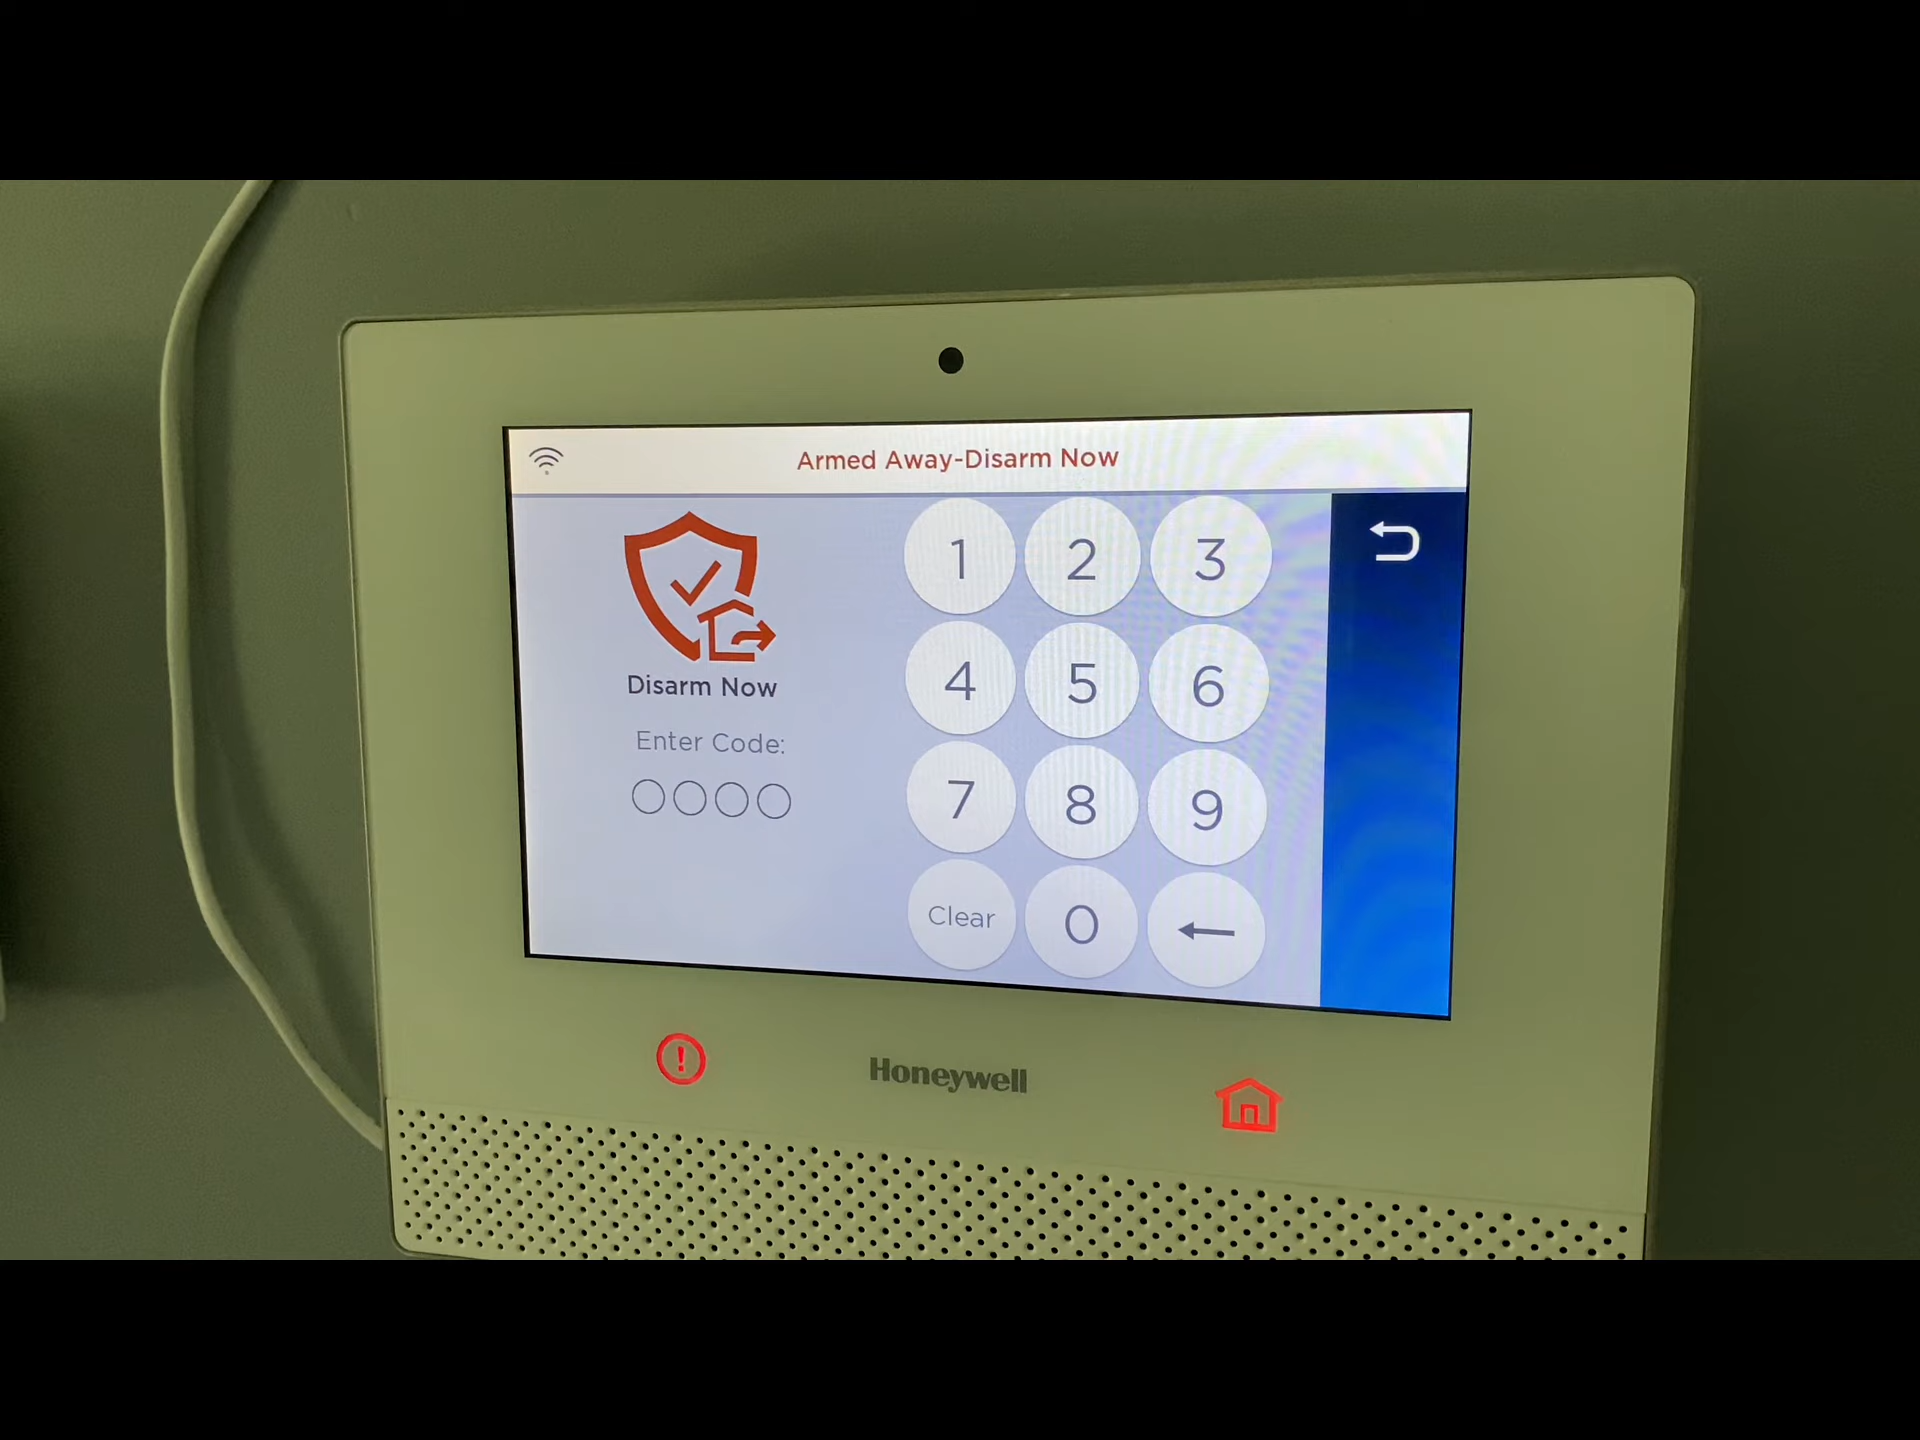 Armed Away-Disarm Now
Disarm Now
Enter Code:
1 2 3
4 5 6
7 8 9
Clear 0
Honeywell